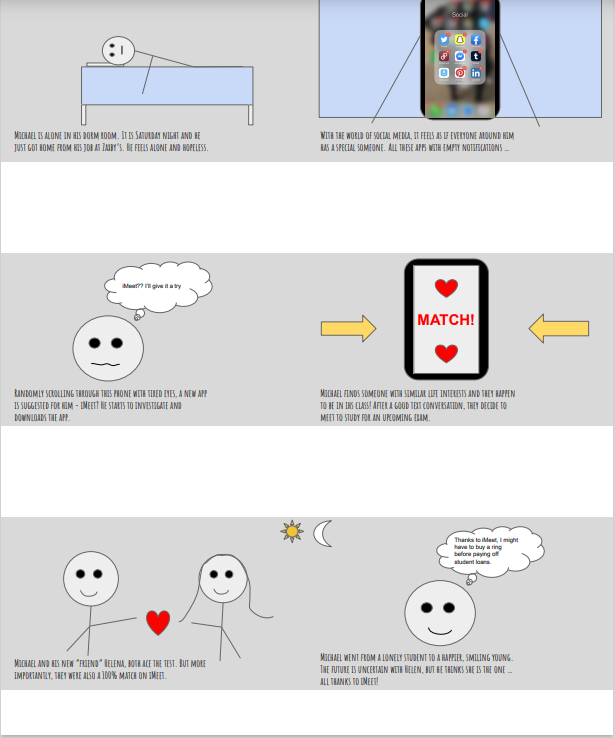 Social
Michael is alone in his dorm room. It is Saturday night and he
just got home from his job at Zaxby's. He feels alone and hopeless.
With the world of social media, it feels as if everyone around him
has a special someone. All these apps with empty notifications ...
iMeet?? I'll give it a try
MATCH!
Randomly scrolling through this phone with tired eyes, a new app
is suggested for him - iMeet! He starts to investigate and
downloads the app.
Michael finds someone with similar life interests and they happen
to be in ihs class! After a good text conversation, they decide to
meet to study for an upcoming exam.
Thanks to iMeet, I might
have to buy a ring
before paying off
student loans.
Michael and his new "friend" Helena, both ace the test. But more
importantly, they were also a 100% match on iMeet.
Michael went from a lonely student to a happier, smiling young.
The future is uncertain with Helen, but he thinks she is the one ...
all thanks to iMeet!